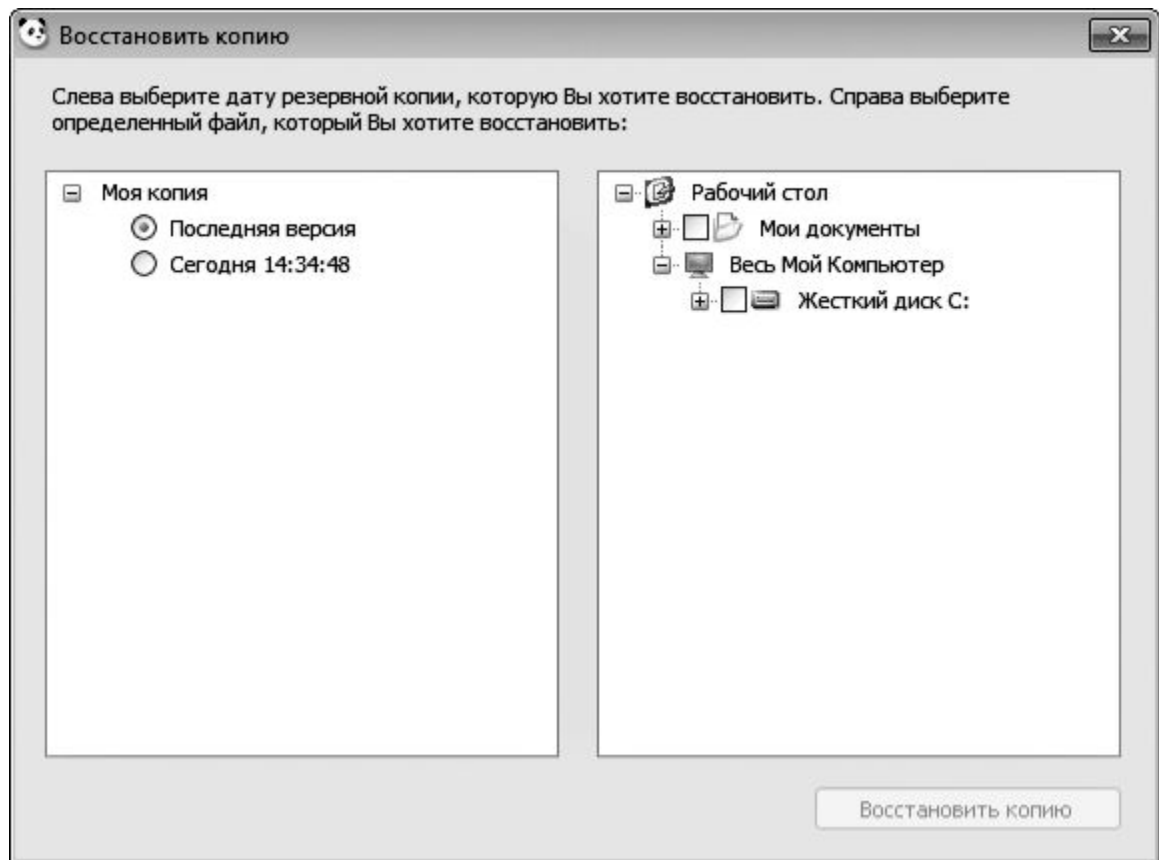 Восстановить копию
Слева выберите дату резервной копии, которую Вы хотите восстановить. Справа выберите
определенный файл, который Вы хотите восстановить:
Моя копия
Последняя версия
Сегодня 14:34:48
Рабочий стол
Мои документы
Весь Мой Компьютер
Жесткий диск C:
Восстановить копию